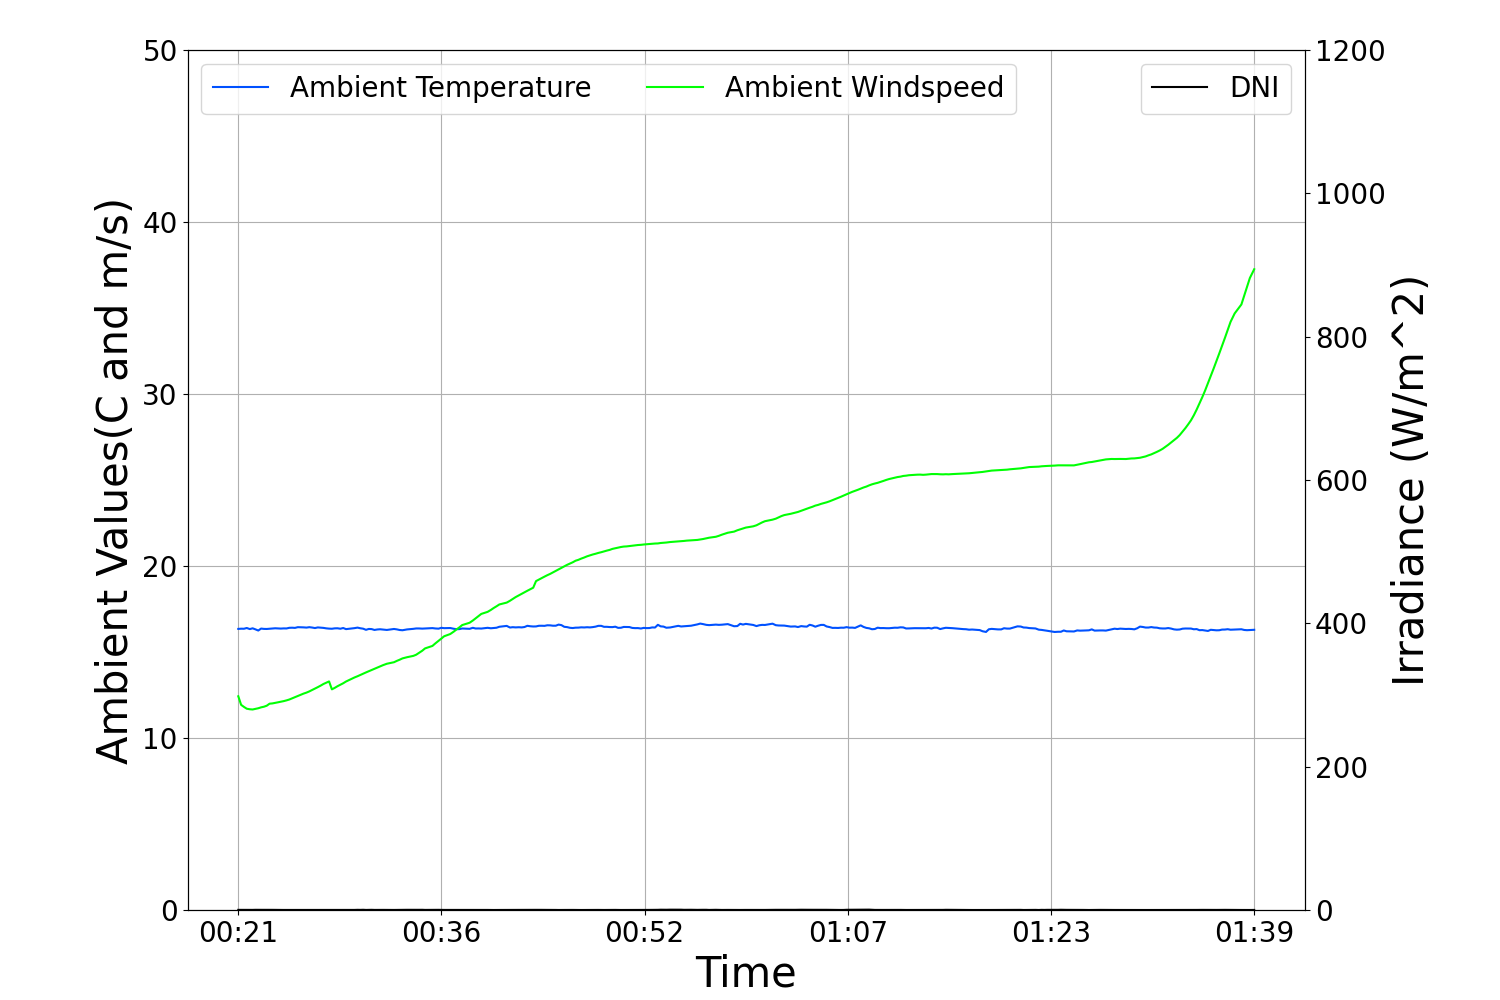 Ambient Temperature Ambient Windspeed DNI
Ambient Values(C and m/s)
50
40
30
20
10
0
1200
1000
800
600
400
200
0
Irradiance (W/m^2)
00:21 00:36 00:52 01:07 01:23 01:39
Time